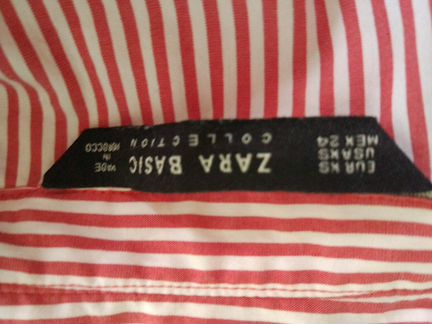 EUR XS
USA XS
MEX 24
ZARA BASIC
COLLECTION
MADE
IN
MOROCCO